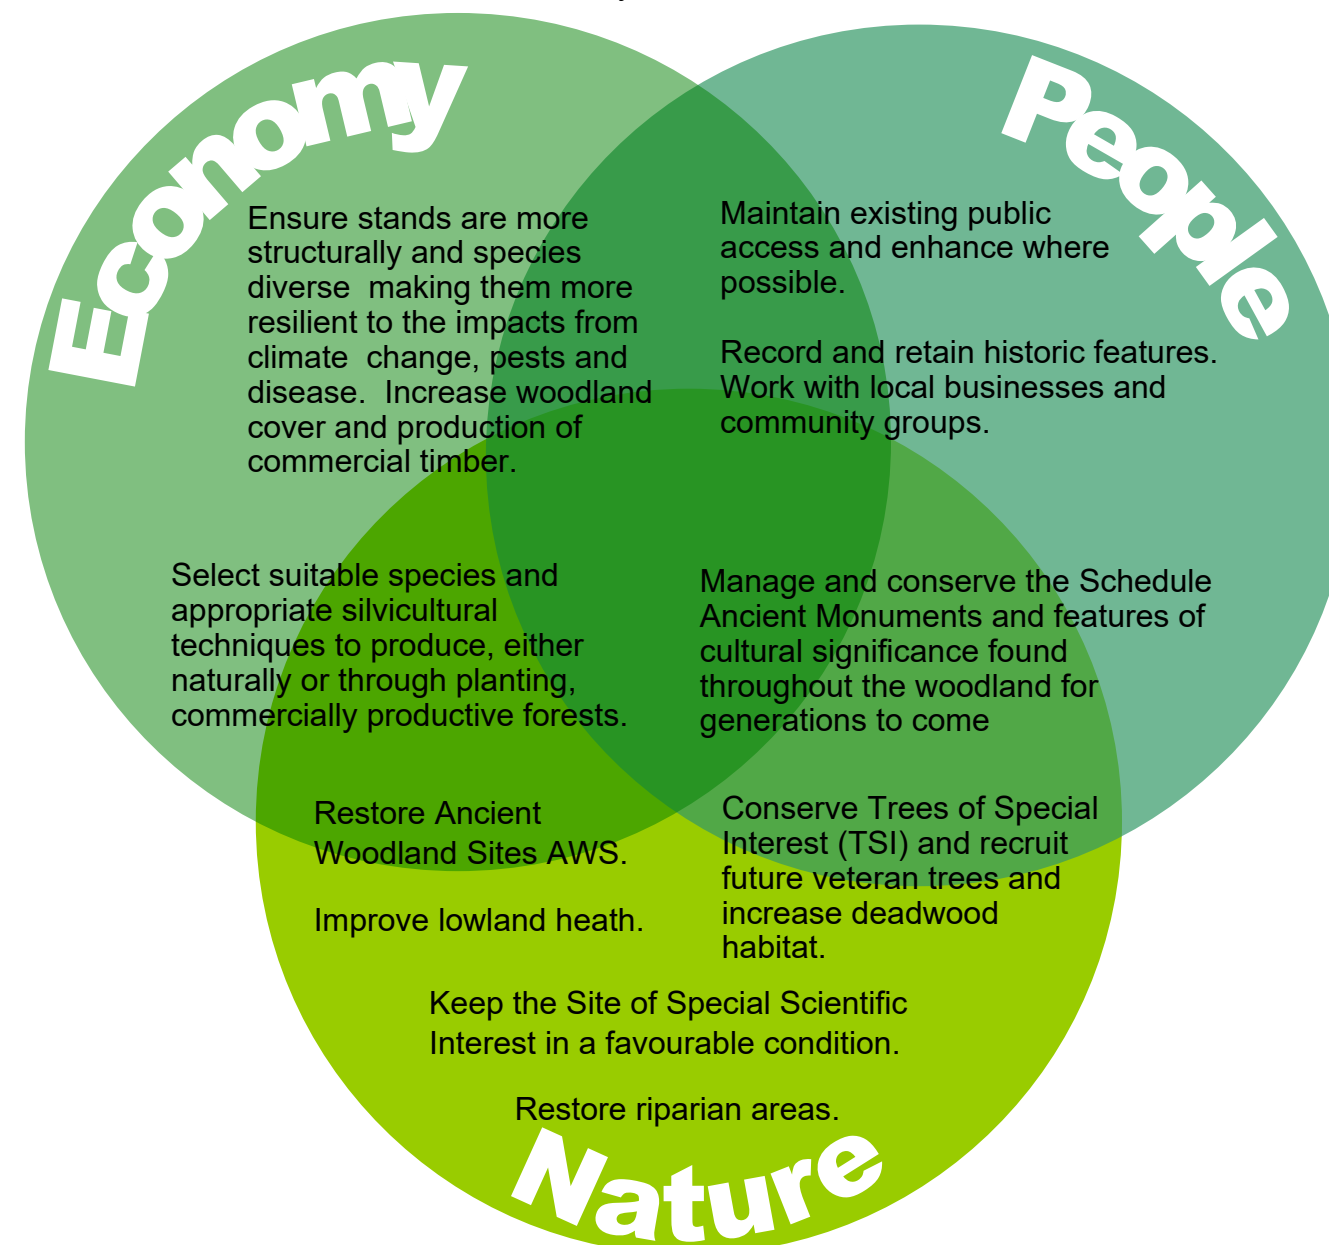 Economy
People
Ensure stands are more
structurally and species
diverse  making them more
resilient to the impacts from
climate  change, pests and
disease.  Increase woodland
cover and production of
commercial timber.
Maintain existing public
access and enhance where
possible.
Record and retain historic features.
Work with local businesses and
community groups.
Select suitable species and
appropriate silvicultural
techniques to produce, either
naturally or through planting,
commercially productive forests.
Manage and conserve the Schedule
Ancient Monuments and features of
cultural significance found
throughout the woodland for
generations to come
Restore Ancient
Woodland Sites AWS.
Improve lowland heath.
Conserve Trees of Special
Interest (TSI) and recruit
future veteran trees and
increase deadwood
habitat.
Keep the Site of Special Scientific
Interest in a favourable condition.
Restore riparian areas.
Nature